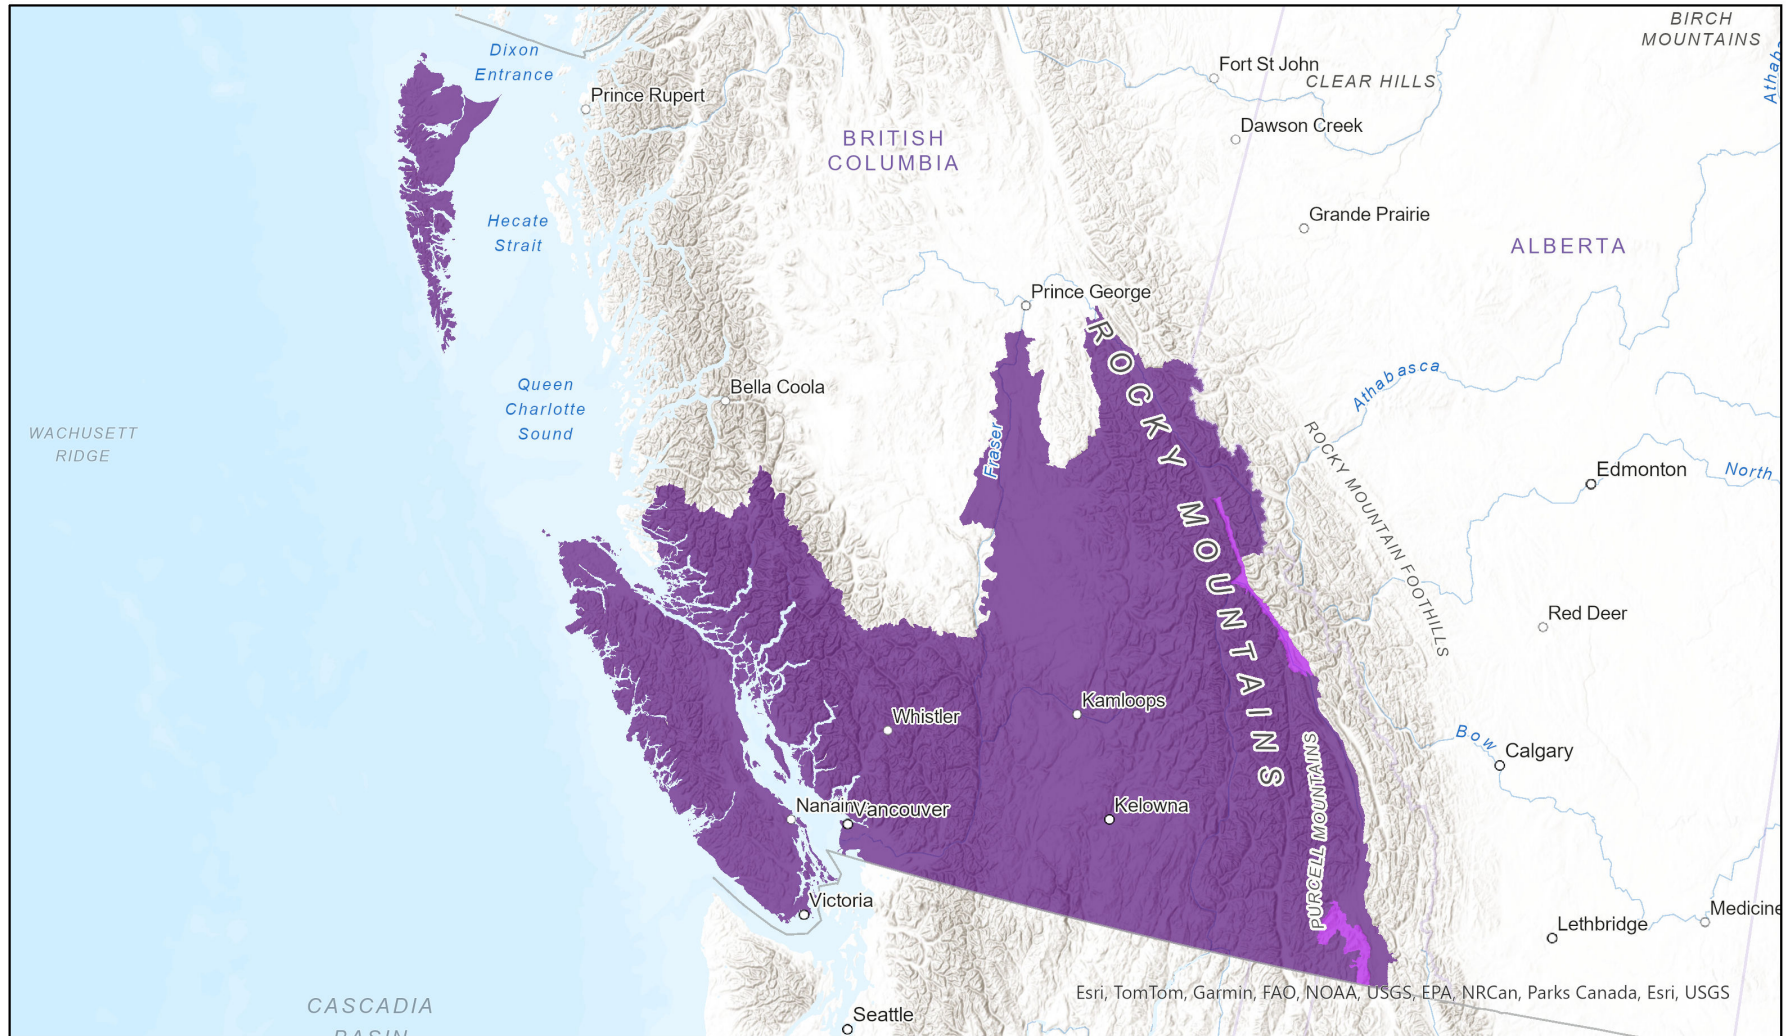 BIRCH
MOUNTAINS
Dixon
Entrance
Fort St John
CLEAR HILLS
Prince Rupert
Dawson Creek
BRITISH
COLUMBIA
Hecate
Strait
Grande Prairie
ALBERTA
Prince George
Queen
Charlotte
Sound
Bella Coola
Athabasca
WACHUSETT
RIDGE
Fraser
ROCKY MOUNTAINS
ROCKY MOUNTAIN FOOTHILLS
Edmonton
North
Red Deer
Kamloops
Whistler
Bow
Calgary
PURCELL MOUNTAINS
Nanaim
Vancouver
Kelowna
Victoria
Lethbridge
Medicine
Esri, TomTom, Garmin, FAO, NOAA, USGS, EPA, NRCan, Parks Canada, Esri, USGS
CASCADIA
BASIN
Seattle